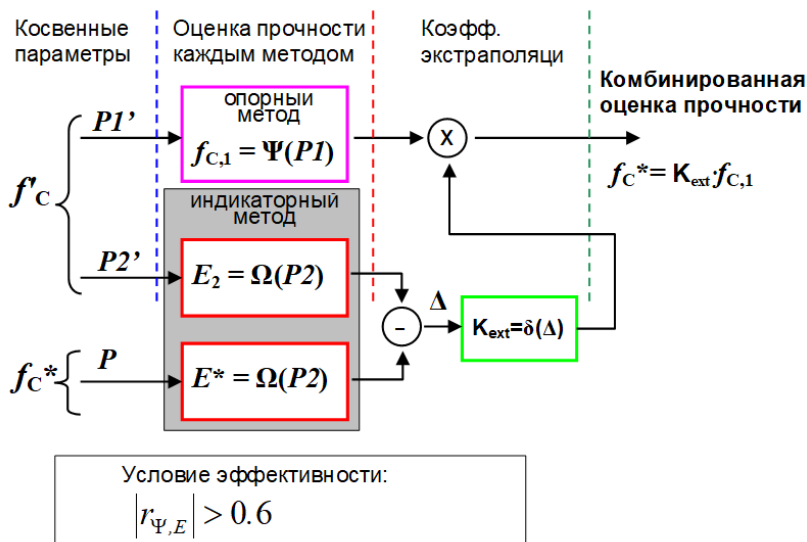 Косвенные
параметры
Оценка прочности
каждым методом
Коэфф.
экстраполяци
Комбинированная
оценка прочности
f_C* = K_ext·f_C,1
P1’
опорный
метод
f_C,1 = Ψ(P1)
X
f'_C
индикаторный
метод
P2’
E_2 = Ω(P2)
–
Δ
K_ext=δ(Δ)
f_C*
P
E* = Ω(P2)
Условие эффективности:
|r_Ψ,E| > 0.6